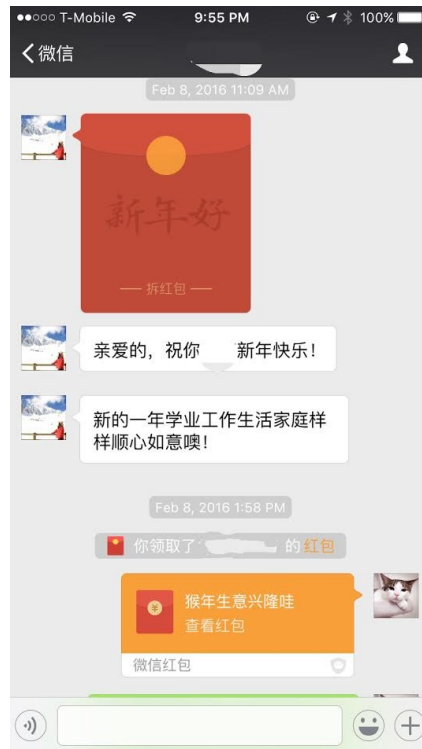 T-Mobile 9:55 PM 100%
微信
Feb 8, 2016 11:09 AM
新年好
拆红包
亲爱的，祝你 新年快乐！
新的一年学业工作生活家庭样
样顺心如意噢！
Feb 8, 2016 1:58 PM
你领取了 的红包
猴年生意兴隆哇
¥
查看红包
微信红包